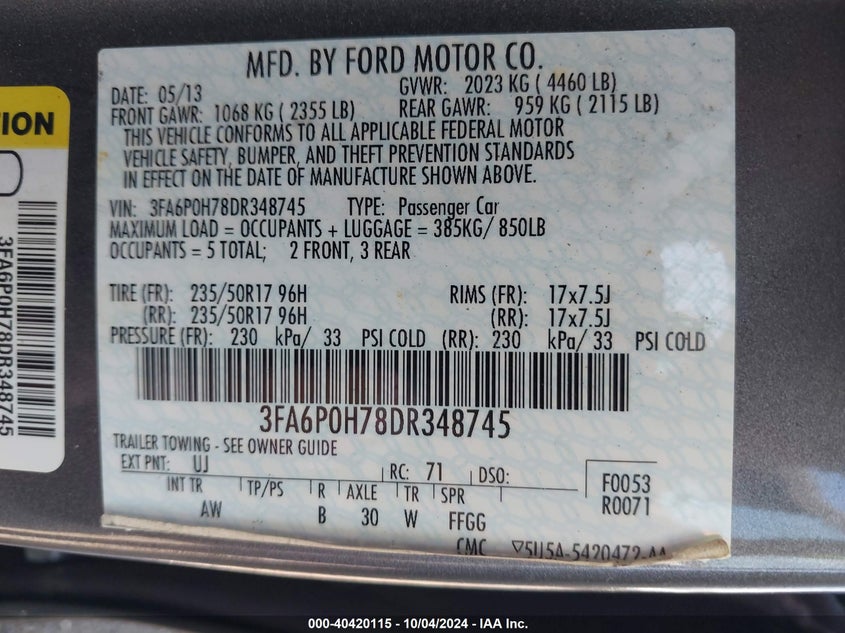 MFD. BY FORD MOTOR CO.
DATE: 05/13 GVWR: 2023 KG ( 4460 LB)
FRONT GAWR: 1068 KG ( 2355 LB) REAR GAWR: 959 KG ( 2115 LB)
THIS VEHICLE CONFORMS TO ALL APPLICABLE FEDERAL MOTOR
VEHICLE SAFETY, BUMPER, AND THEFT PREVENTION STANDARDS
IN EFFECT ON THE DATE OF MANUFACTURE SHOWN ABOVE.
VIN: 3FA6P0H78DR348745 TYPE: Passenger Car
MAXIMUM LOAD = OCCUPANTS + LUGGAGE = 385KG/ 850LB
OCCUPANTS = 5 TOTAL; 2 FRONT, 3 REAR
TIRE (FR): 235/50R17 96H RIMS (FR): 17x7.5J
(RR): 235/50R17 96H (RR): 17x7.5J
PRESSURE (FR): 230 kPa/ 33 PSI COLD (RR): 230 kPa/ 33 PSI COLD
3FA6P0H78DR348745
TRAILER TOWING - SEE OWNER GUIDE
EXT PNT: UJ RC: 71 DSO:
INT TR TP/PS R AXLE TR SPR
AW B 30 W FFGG
F0053
R0071
CMC ▽5U5A-5420472-AA
TION
3FA6P0H78DR348745
000-40420115 - 10/04/2024 - IAA Inc.